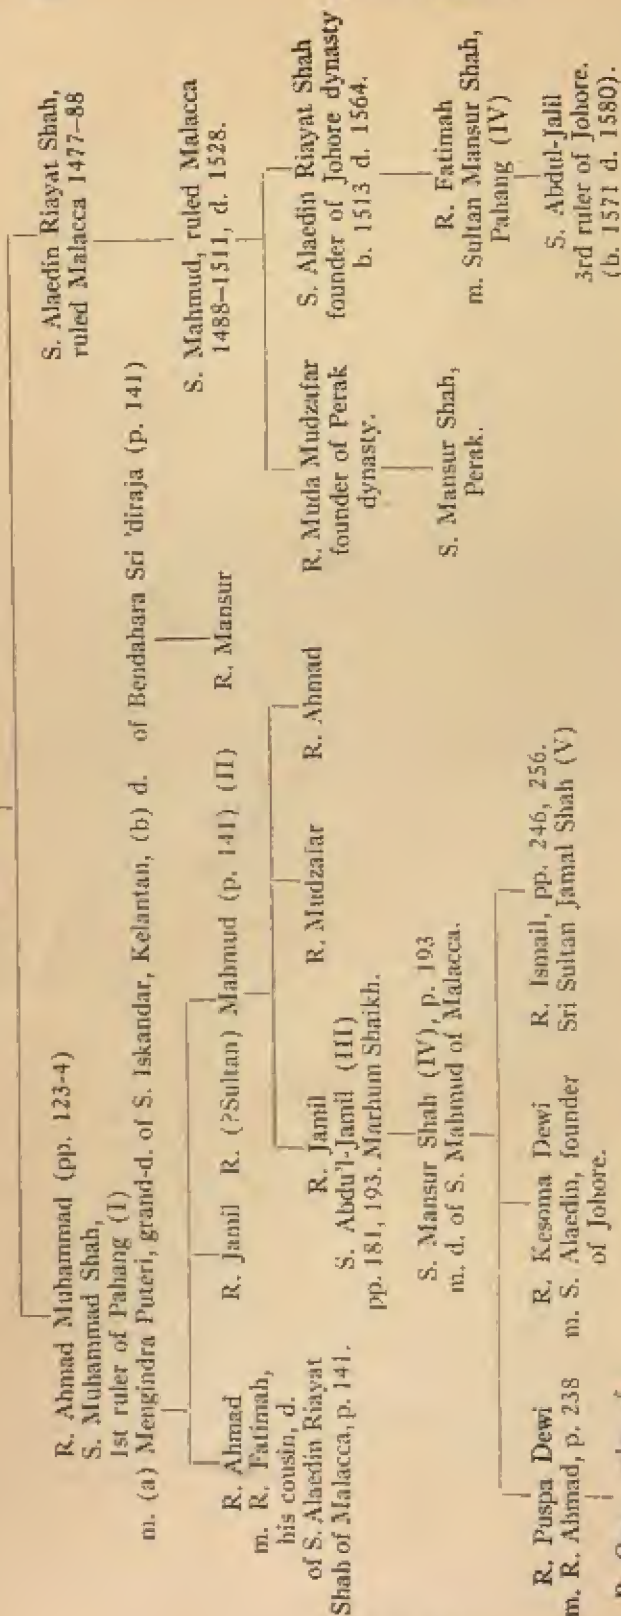 R. Ahmad Muhammad (pp. 123-4)
S. Muhammad Shah,
1st ruler of Pahang (I)
m. (a) Mengindra Puteri, grand-d. of S. Iskandar, Kelantan, (b) d. of Bendahara Sri 'diraja (p. 141)
S. Alaedin Riayat Shah,
ruled Malacca 1477–88
R. Ahmad
m. R. Fatimah,
his cousin, d.
of S. Alaedin Riayat
Shah of Malacca, p. 141.
R. Jamil
R. (?Sultan) Mahmud (p. 141) (II)
R. Mansur
S. Mahmud, ruled Malacca
1488–1511, d. 1528.
R. Jamil
S. Abdu'l-Jamil (III)
pp. 181, 193. Marhum Shaikh.
R. Mudzafar
R. Ahmad
R. Muda Mudzafar
founder of Perak
dynasty.
S. Alaedin Riayat Shah
founder of Johore dynasty
b. 1513 d. 1564.
S. Mansur Shah (IV), p. 193
m. d. of S. Mahmud of Malacca.
S. Mansur Shah,
Perak.
R. Fatimah
m. Sultan Mansur Shah,
Pahang (IV)
R. Puspa Dewi
m. R. Ahmad, p. 238
R. Kesoma Dewi
m. S. Alaedin, founder
of Johore.
R. Ismail, pp. 246, 256.
Sri Sultan Jamal Shah (V)
S. Abdul-Jalil
3rd ruler of Johore.
(b. 1571 d. 1580).